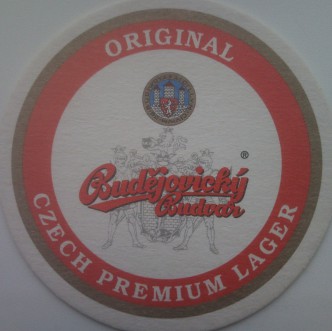 ORIGINAL
®
Budějovický
Budvar
CZECH PREMIUM LAGER